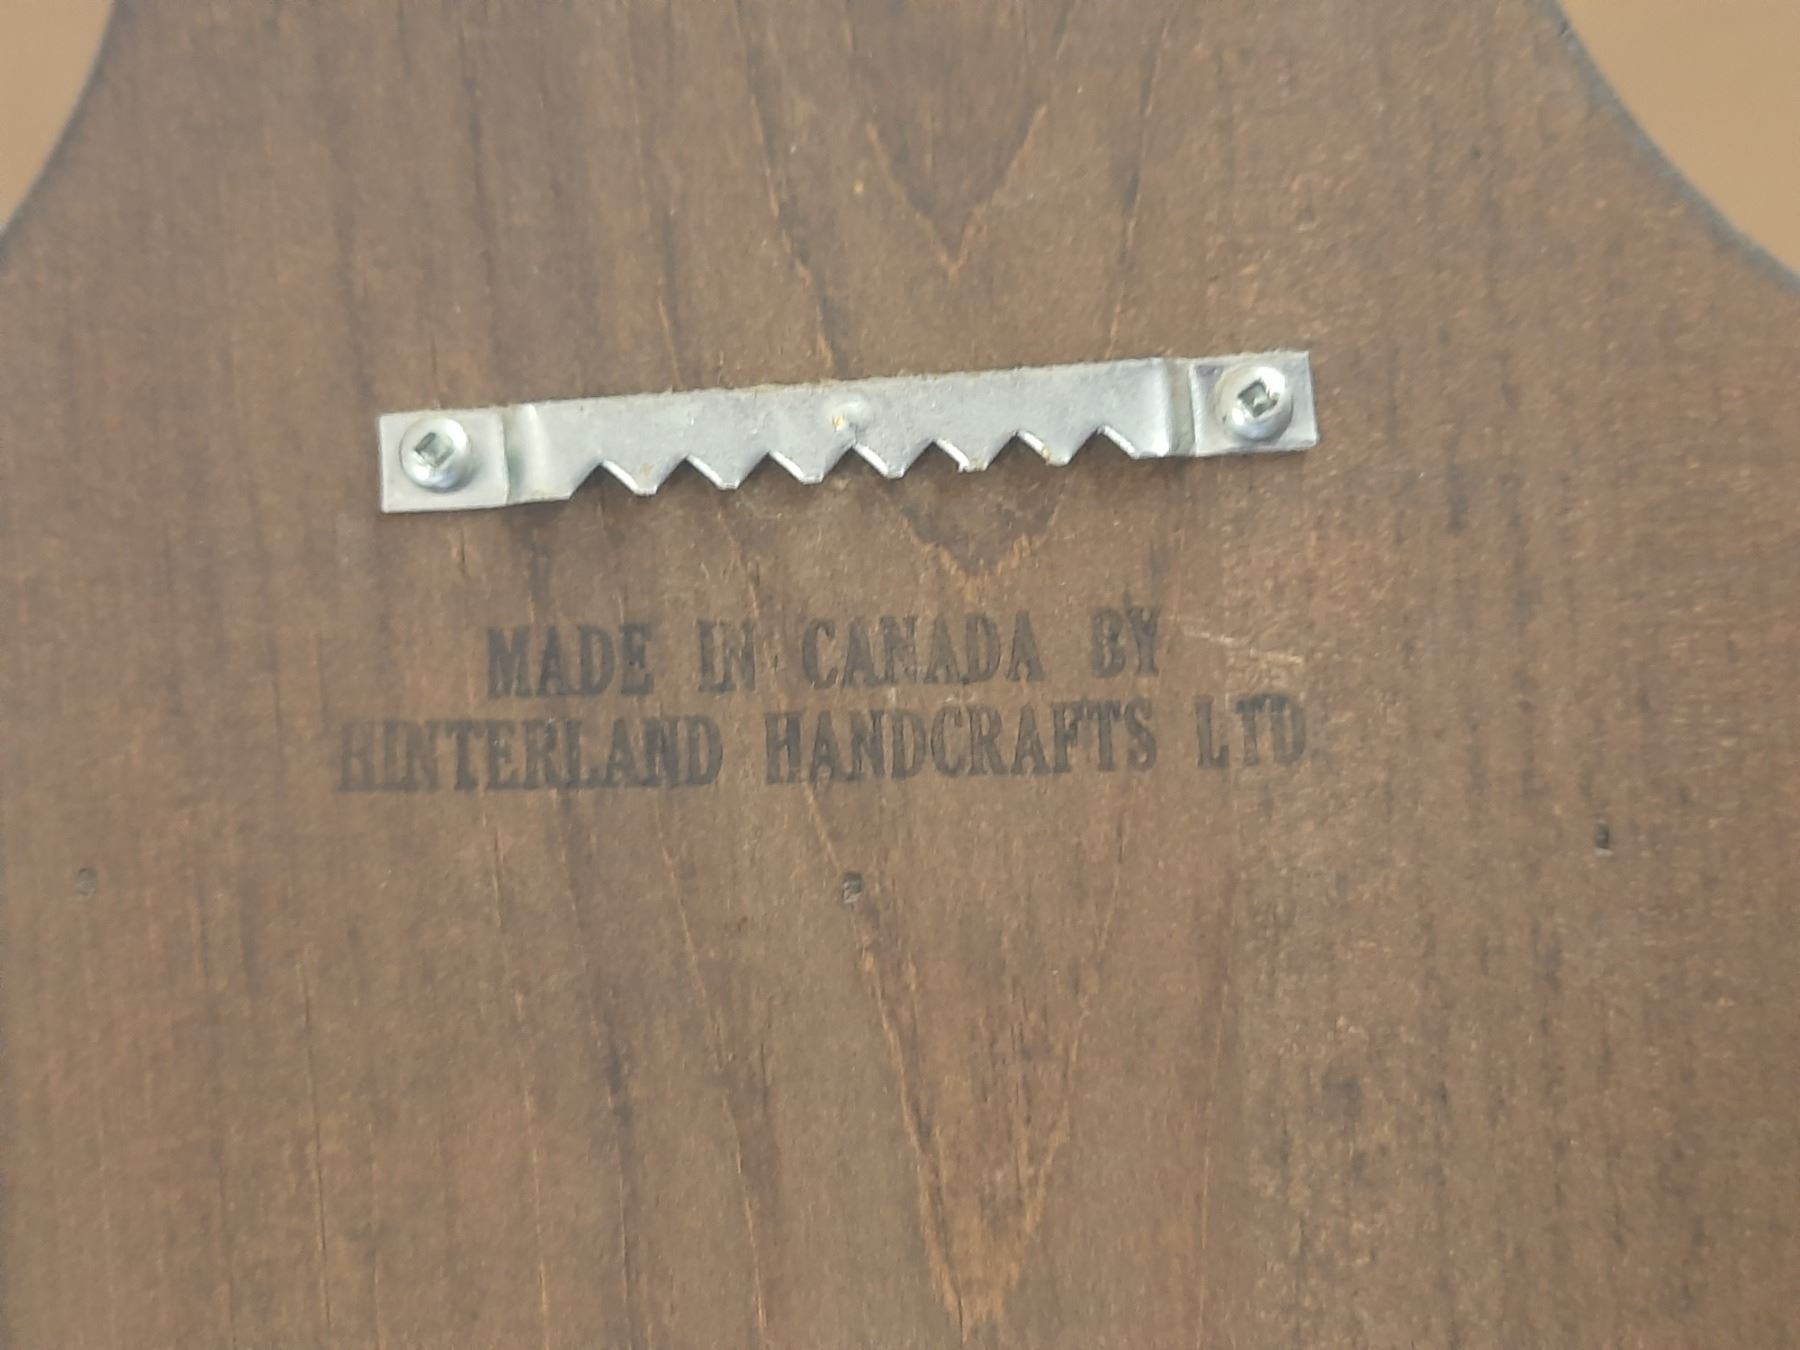 MADE IN CANADA BY
HINTERLAND HANDCRAFTS LTD.